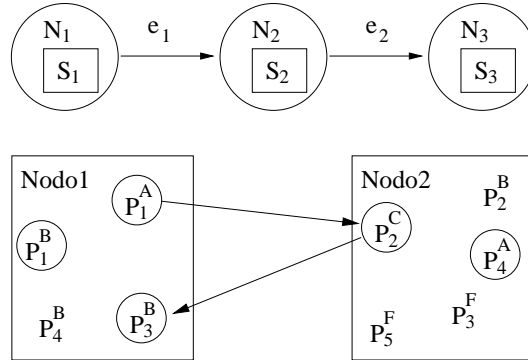 N₁ e₁ N₂ e₂ N₃
S₁ S₂ S₃
Nodo1 Nodo2
P₁ᴬ P₂ᴮ
P₁ᴮ P₂ᶜ P₄ᴬ
P₄ᴮ P₃ᴮ P₅ꟳ P₃ꟳ